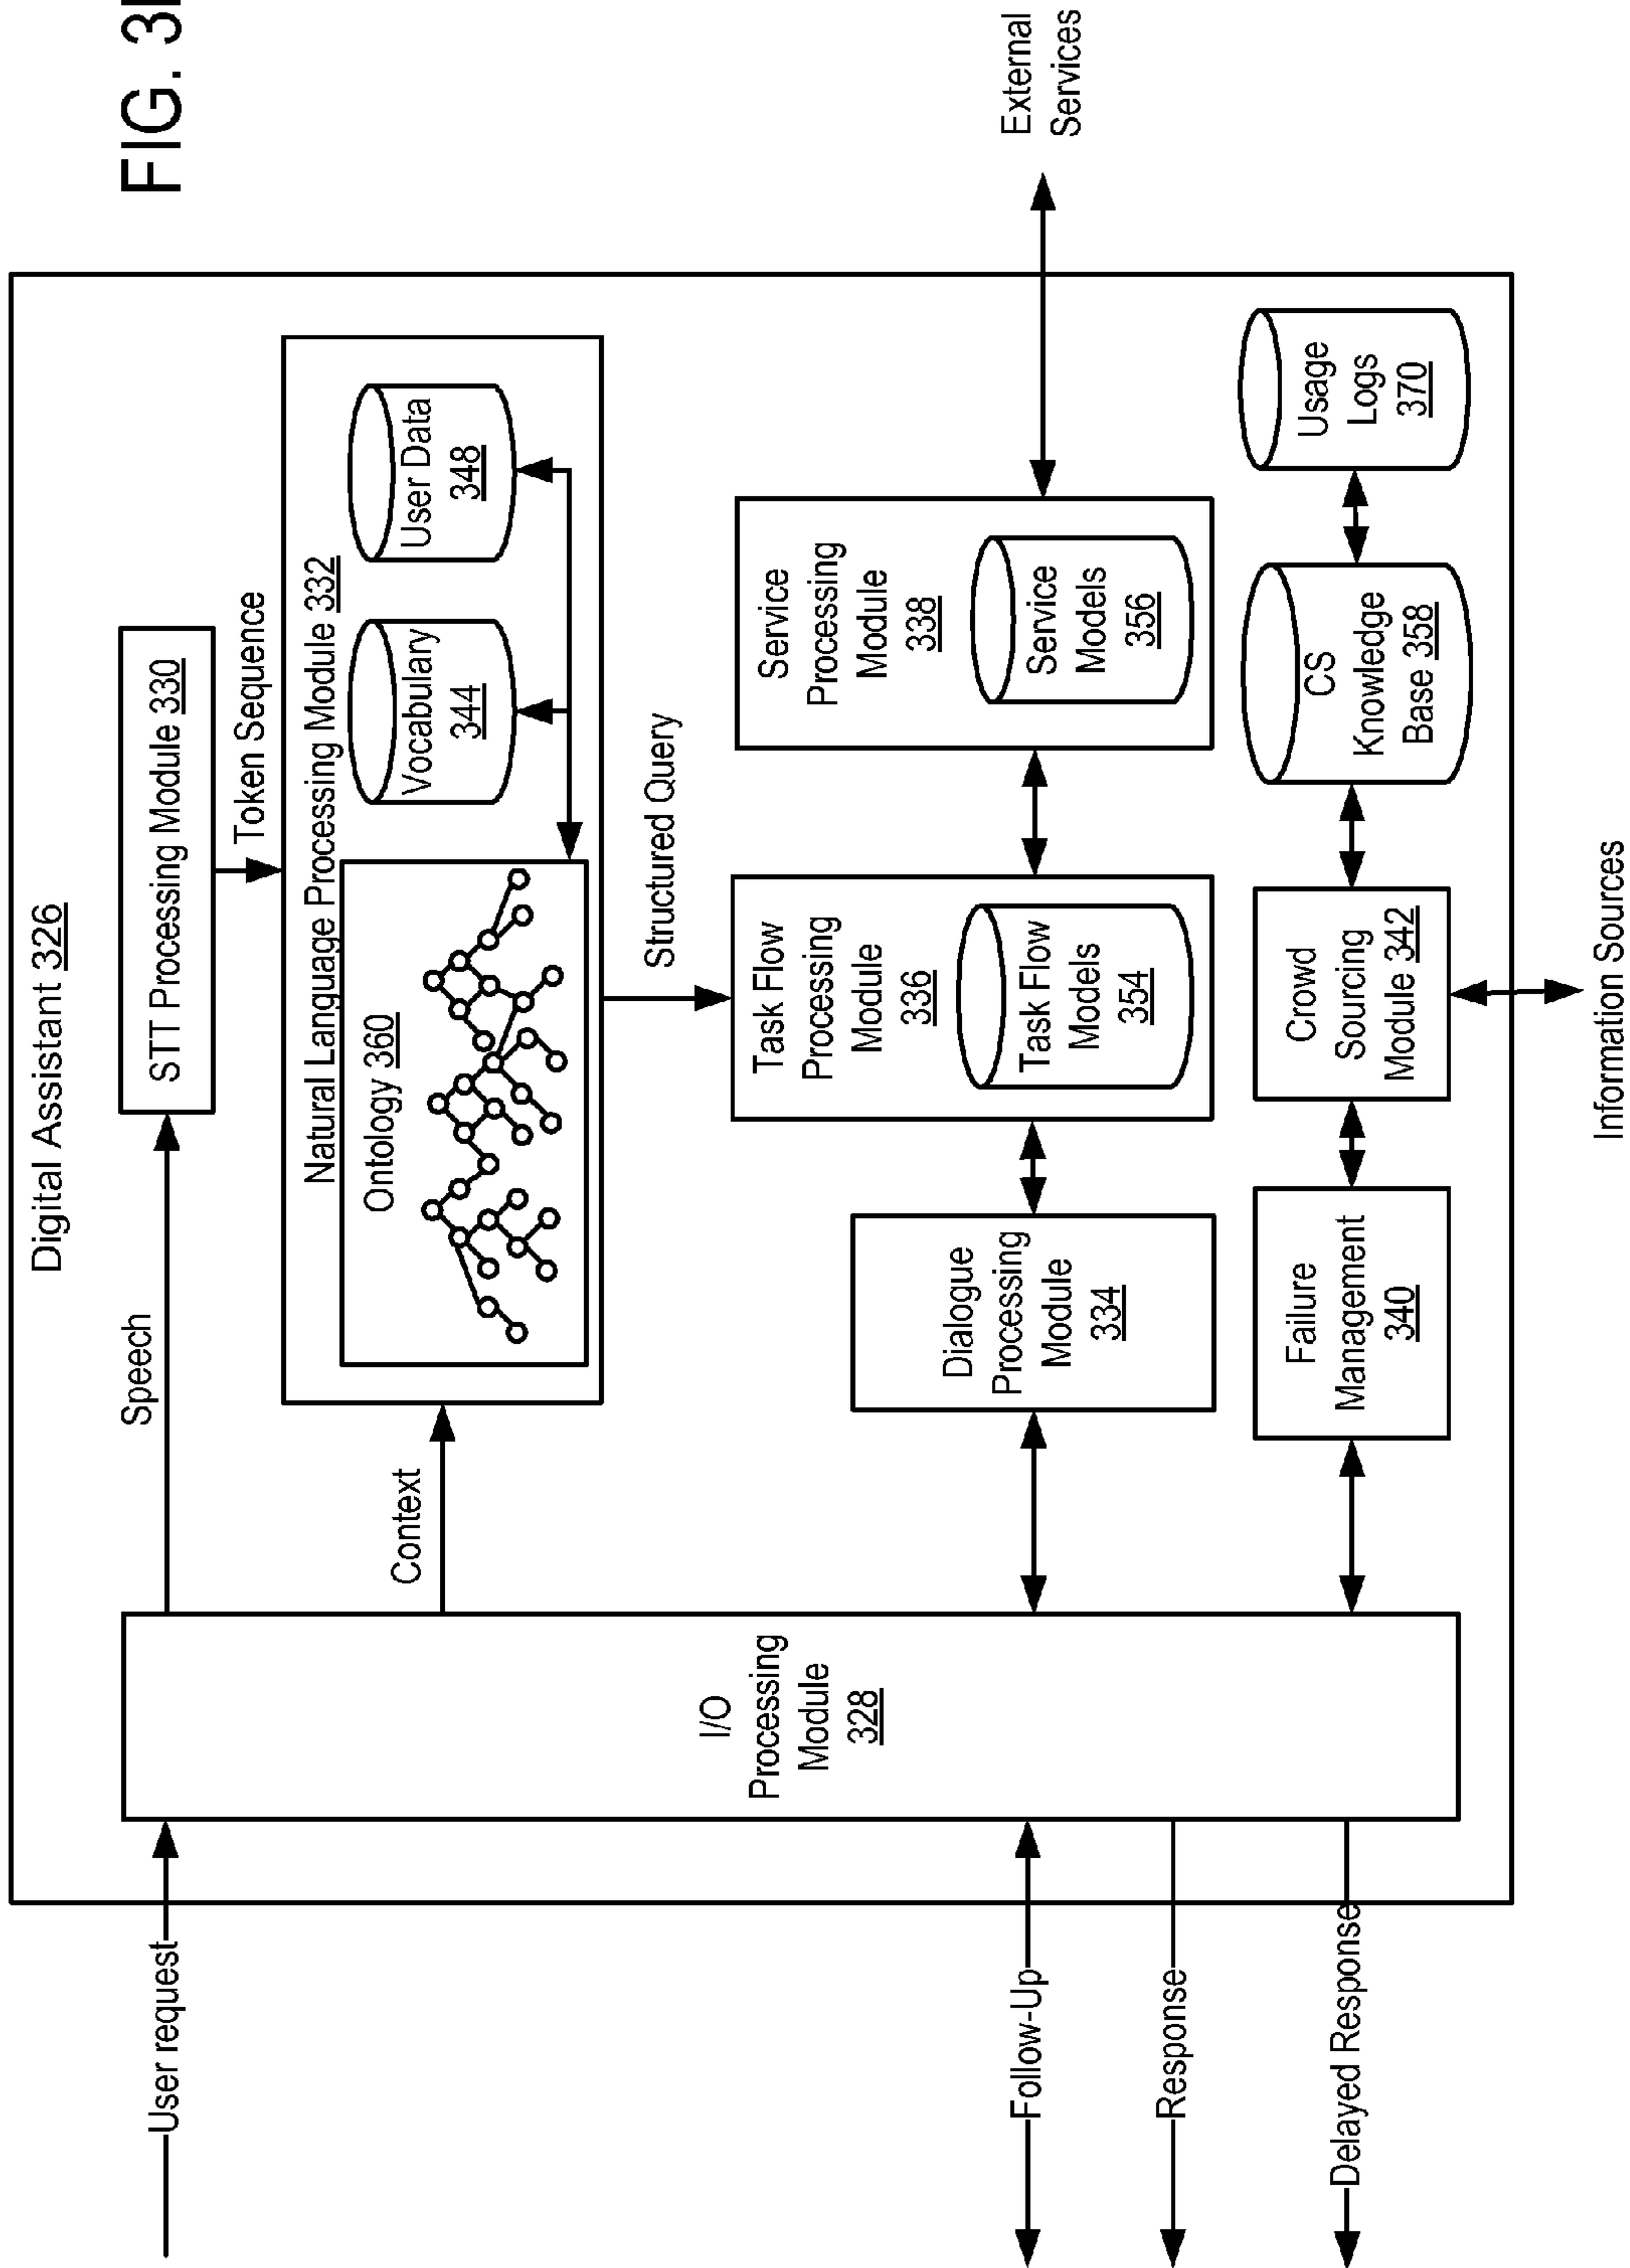 FIG. 3
Digital Assistant 326
User request
Speech
STT Processing Module 330
Token Sequence
Natural Language Processing Module 332
Context
Ontology 360
Vocabulary
344
User Data
348
Structured Query
I/O
Processing
Module
328
Follow-Up
Response
Delayed Response
Dialogue
Processing
Module
334
Task Flow
Processing
Module
336
Task Flow
Models
354
Service
Processing
Module
338
Service
Models
356
External
Services
Failure
Management
340
Crowd
Sourcing
Module 342
CS
Knowledge
Base 358
Usage
Logs
370
Information Sources